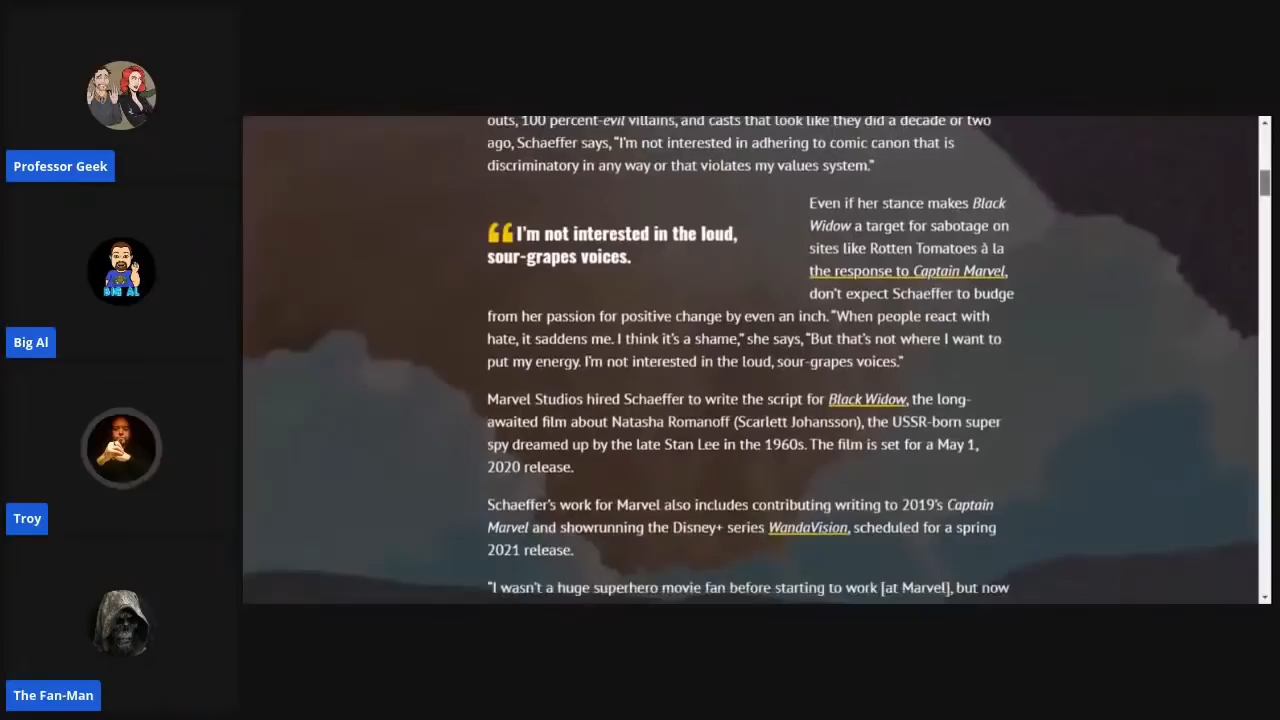 Professor Geek
Big Al
BIG AL
Troy
The Fan-Man
outs, 100 percent-evil villains, and casts that look like they did a decade or two
ago, Schaeffer says, “I’m not interested in adhering to comic canon that is
discriminatory in any way or that violates my values system.”
“I’m not interested in the loud,
sour-grapes voices.
Even if her stance makes Black
Widow a target for sabotage on
sites like Rotten Tomatoes à la
the response to Captain Marvel,
don’t expect Schaeffer to budge
from her passion for positive change by even an inch. “When people react with
hate, it saddens me. I think it’s a shame,” she says, “But that’s not where I want to
put my energy. I’m not interested in the loud, sour-grapes voices.”
Marvel Studios hired Schaeffer to write the script for Black Widow, the long-
awaited film about Natasha Romanoff (Scarlett Johansson), the USSR-born super
spy dreamed up by the late Stan Lee in the 1960s. The film is set for a May 1,
2020 release.
Schaeffer’s work for Marvel also includes contributing writing to 2019’s Captain
Marvel and showrunning the Disney+ series WandaVision, scheduled for a spring
2021 release.
“I wasn’t a huge superhero movie fan before starting to work [at Marvel], but now